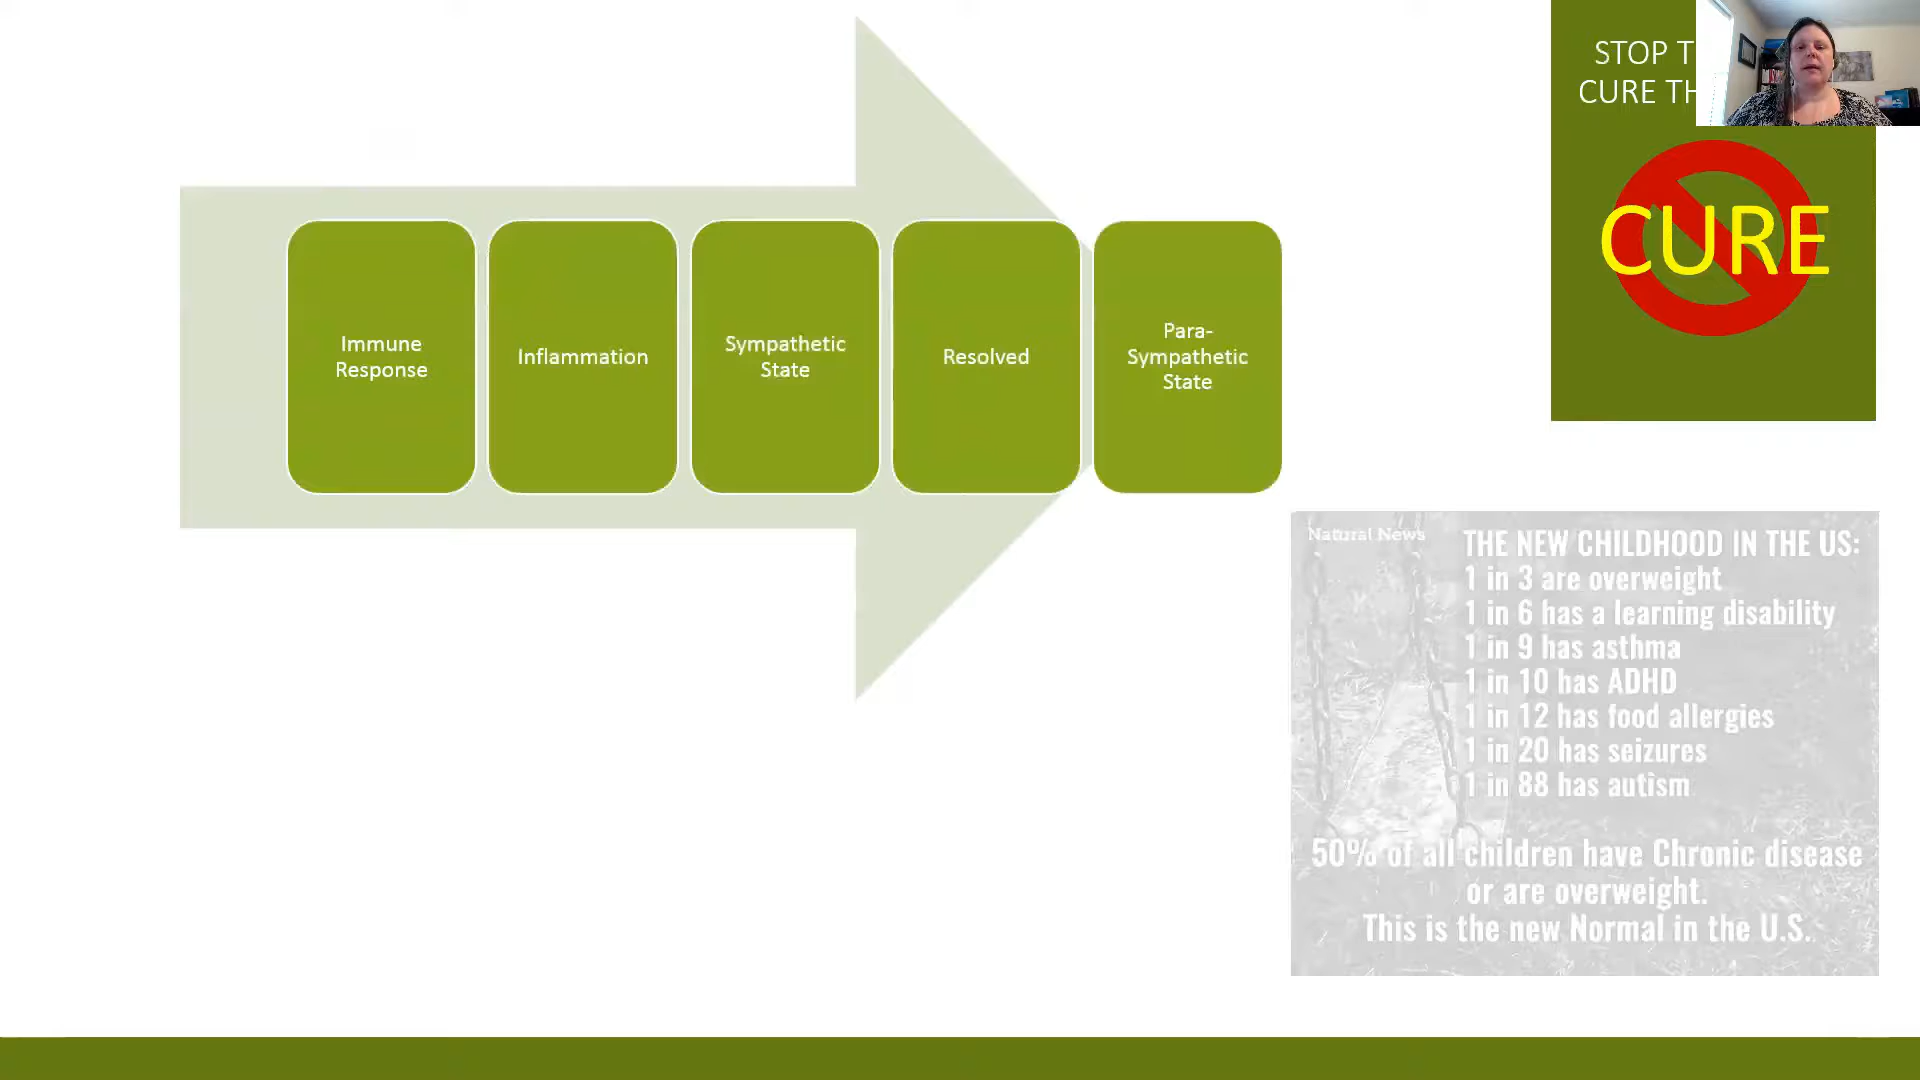 STOP T
CURE TH
CURE
Immune
Response
Inflammation
Sympathetic
State
Resolved
Para-
Sympathetic
State
Natural News
THE NEW CHILDHOOD IN THE US:
1 in 3 are overweight
1 in 6 has a learning disability
1 in 9 has asthma
1 in 10 has ADHD
1 in 12 has food allergies
1 in 20 has seizures
1 in 88 has autism
50% of all children have Chronic disease
or are overweight.
This is the new Normal in the U.S.